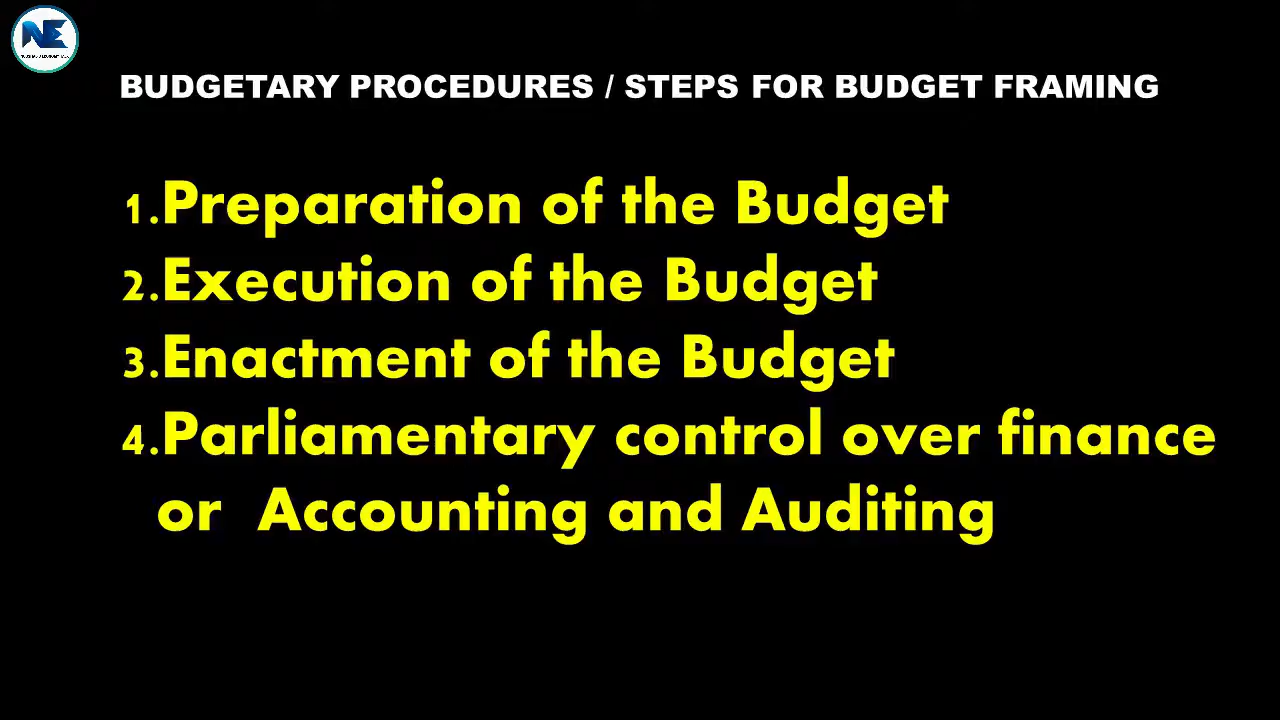 NE
BUDGETARY PROCEDURES / STEPS FOR BUDGET FRAMING
1.Preparation of the Budget
2.Execution of the Budget
3.Enactment of the Budget
4.Parliamentary control over finance
or Accounting and Auditing